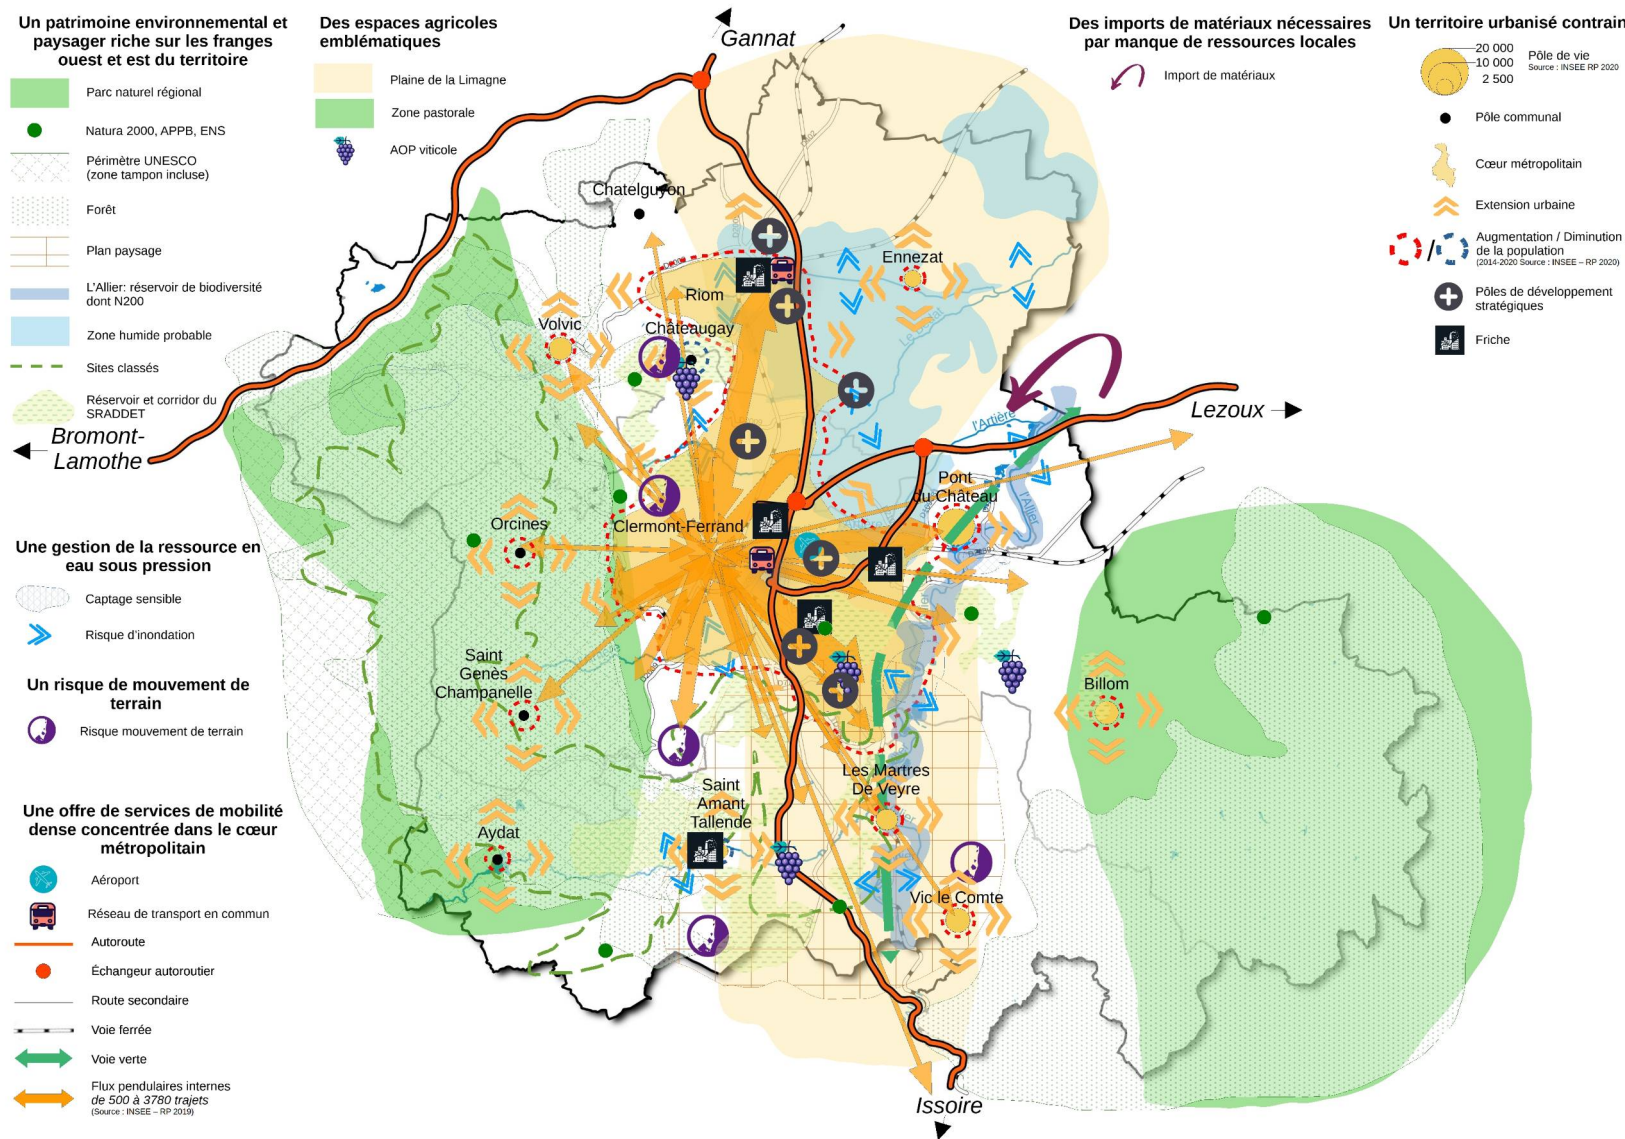 Un patrimoine environnemental et
paysager riche sur les franges
ouest et est du territoire
Parc naturel régional
Natura 2000, APPB, ENS
Périmètre UNESCO
(zone tampon incluse)
Forêt
Plan paysage
L'Allier: réservoir de biodiversité
dont N200
Zone humide probable
Sites classés
Réservoir et corridor du
SRADDET
Des espaces agricoles
emblématiques
Plaine de la Limagne
Zone pastorale
AOP viticole
Des imports de matériaux nécessaires
par manque de ressources locales
Import de matériaux
Un territoire urbanisé contrain
20 000
10 000
2 500
Pôle de vie
Source : INSEE RP 2020
Pôle communal
Cœur métropolitain
Extension urbaine
Augmentation / Diminution
de la population
(2014-2020 Source : INSEE – RP 2020)
Pôles de développement
stratégiques
Friche
Une gestion de la ressource en
eau sous pression
Captage sensible
Risque d'inondation
Un risque de mouvement de
terrain
Risque mouvement de terrain
Une offre de services de mobilité
dense concentrée dans le cœur
métropolitain
Aéroport
Réseau de transport en commun
Autoroute
Échangeur autoroutier
Route secondaire
Voie ferrée
Voie verte
Flux pendulaires internes
de 500 à 3780 trajets
(Source : INSEE – RP 2019)
Gannat
Chatelguyon
Ennezat
Riom
Volvic
Châteaugay
Lezoux
l'Artière
Bromont-
Lamothe
Pont
du Château
l'Allier
Orcines
Clermont-Ferrand
Saint
Genès
Champanelle
Billom
Les Martres
De Veyre
Saint
Amant
Tallende
Aydat
Vic le Comte
Issoire